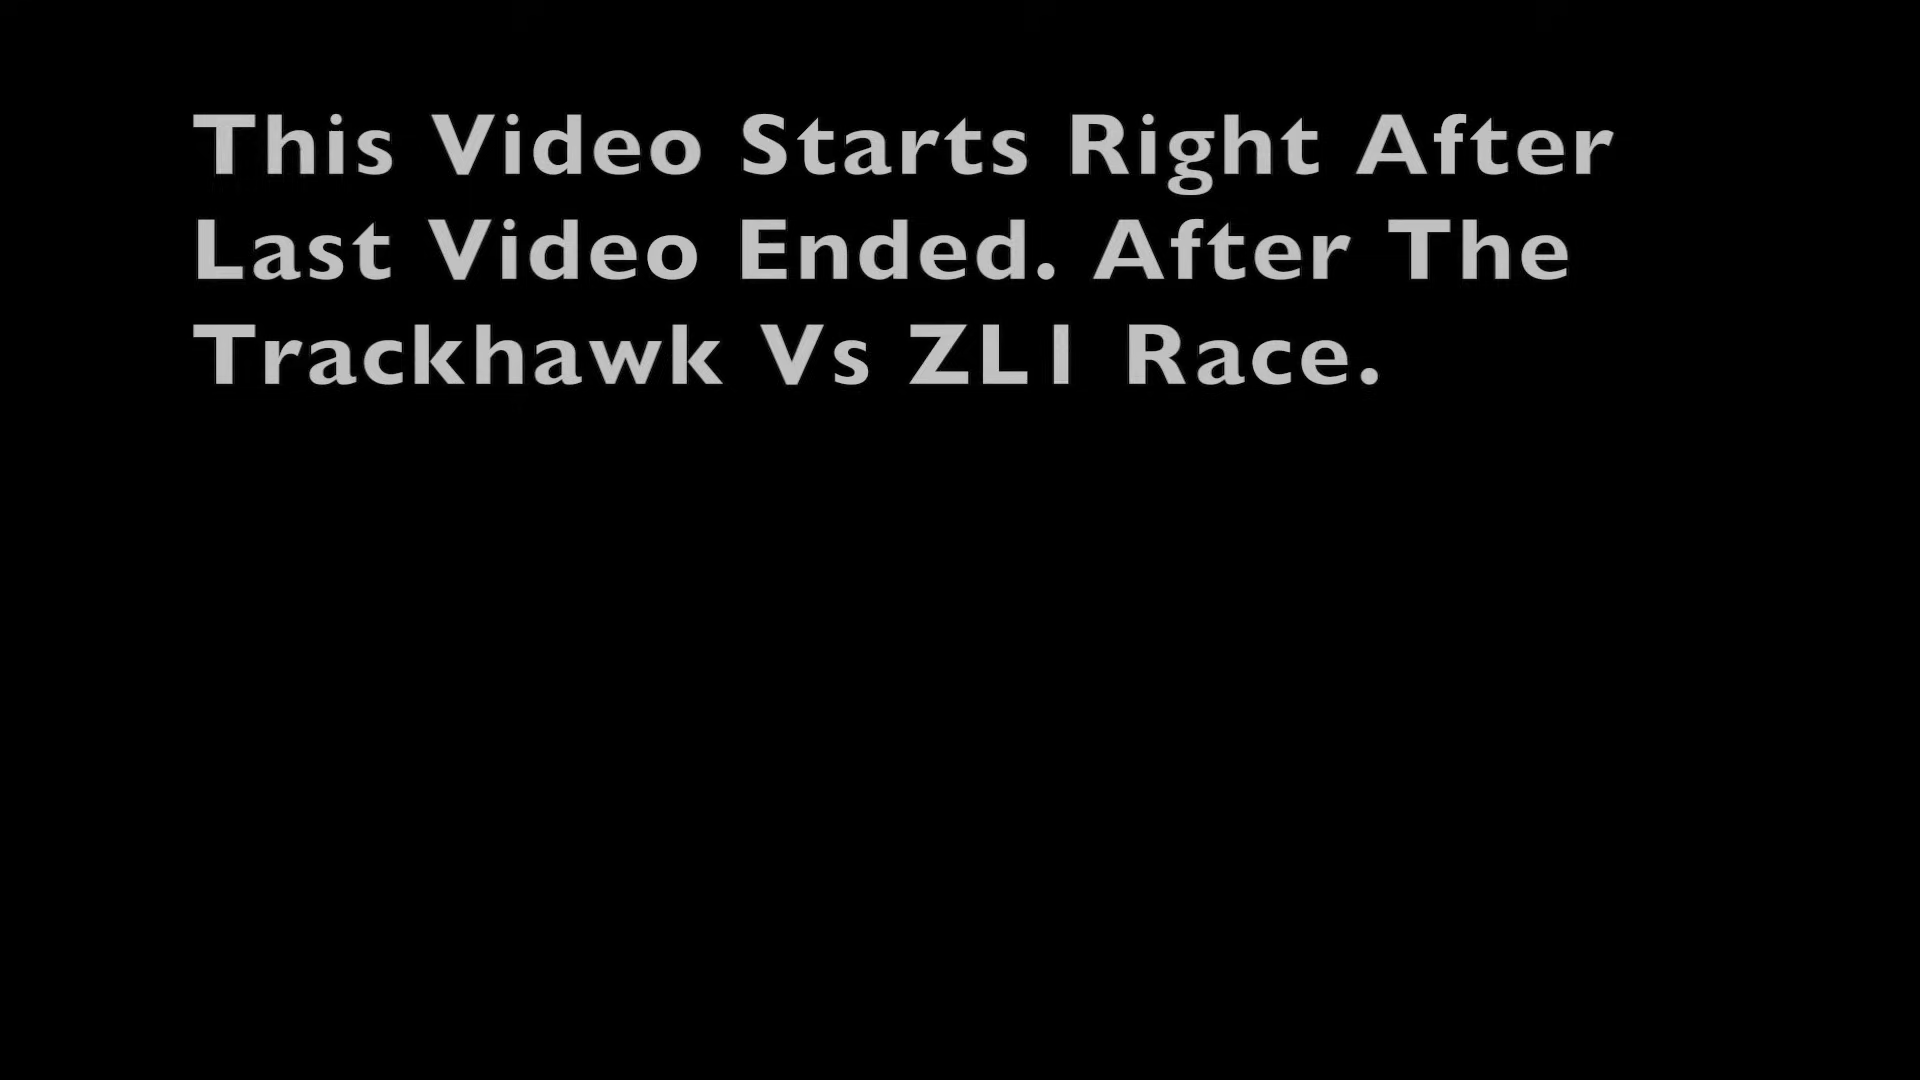 This Video Starts Right After
Last Video Ended. After The
Trackhawk Vs ZL1 Race.